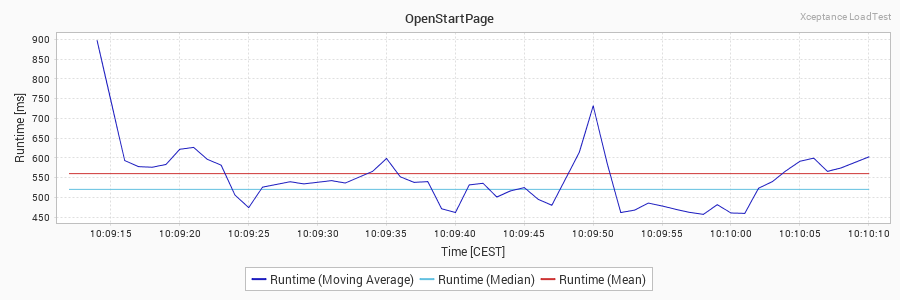 OpenStartPage
Xceptance LoadTest
900
850
800
750
700
650
600
550
500
450
Runtime [ms]
10:09:15 10:09:20 10:09:25 10:09:30 10:09:35 10:09:40 10:09:45 10:09:50 10:09:55 10:10:00 10:10:05 10:10:10
Time [CEST]
Runtime (Moving Average) Runtime (Median) Runtime (Mean)